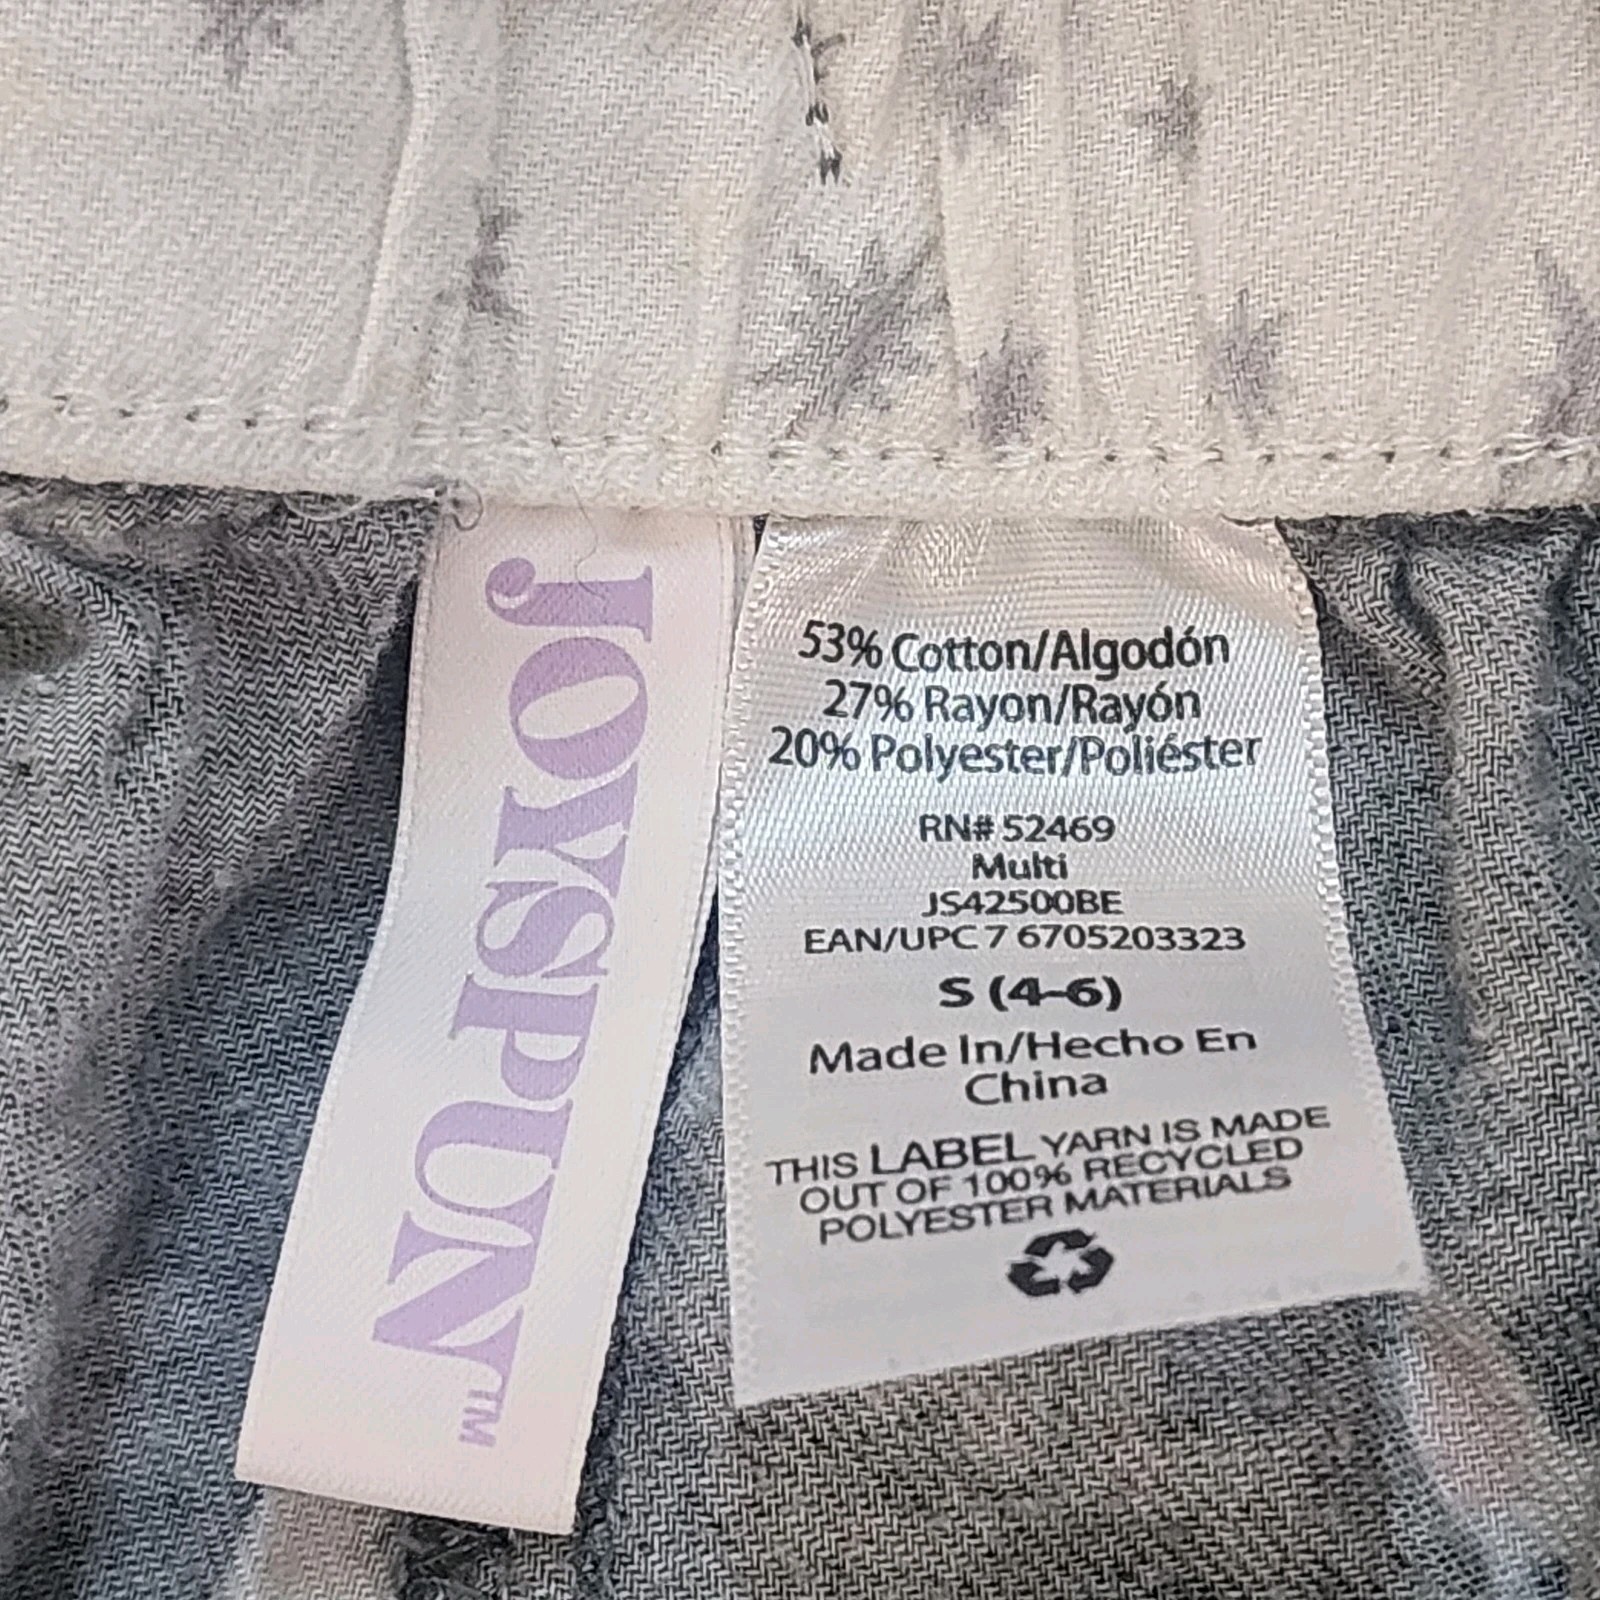 JOYSPUN™
53% Cotton/Algodón
27% Rayon/Rayón
20% Polyester/Poliéster
RN# 52469
Multi
JS42500BE
EAN/UPC 7 6705203323
S (4-6)
Made In/Hecho En
China
THIS LABEL YARN IS MADE
OUT OF 100% RECYCLED
POLYESTER MATERIALS